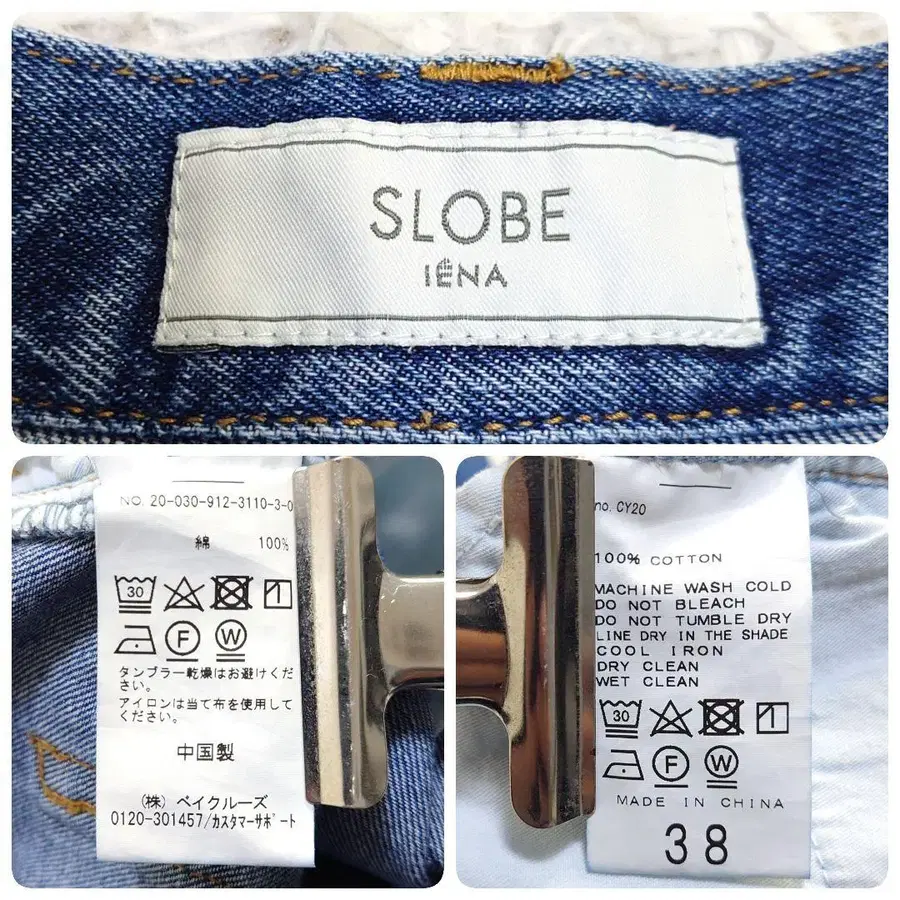 SLOBE
IÉNA
NO. 20-030-912-3110-3-0
綿 100%
30
F W
タンブラー乾燥はお避けくだ
さい。
アイロンは当て布を使用して
ください。
中国製
(株) ベイクルーズ
0120-301457/カスタマーサポート
no. CY20
100% COTTON
MACHINE WASH COLD
DO NOT BLEACH
DO NOT TUMBLE DRY
LINE DRY IN THE SHADE
COOL IRON
DRY CLEAN
WET CLEAN
30
F W
MADE IN CHINA
38